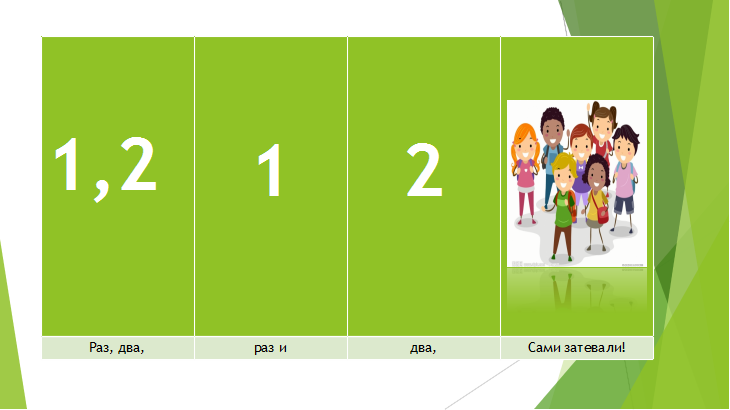 1,2
1
2
Раз, два,
раз и
два,
Сами затевали!